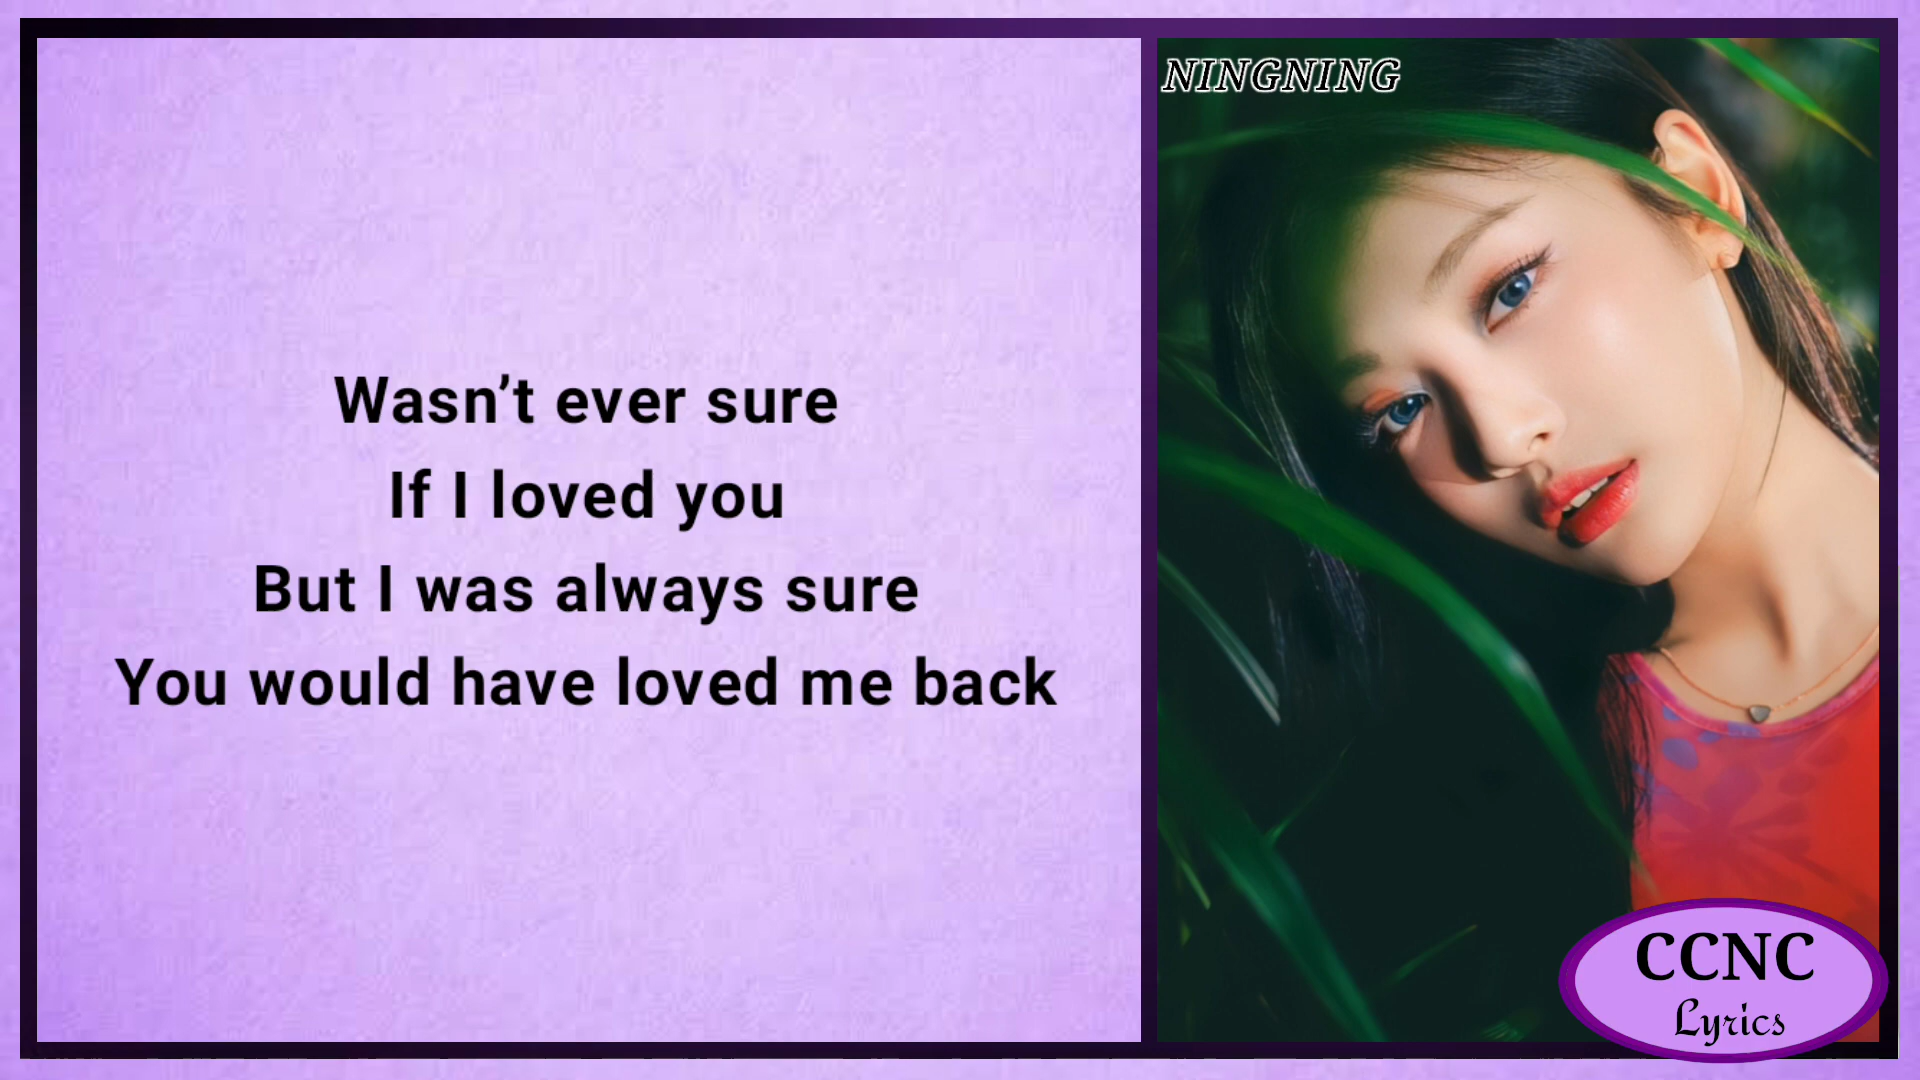 Wasn’t ever sure
If I loved you
But I was always sure
You would have loved me back
NINGNING
CCNC
Lyrics